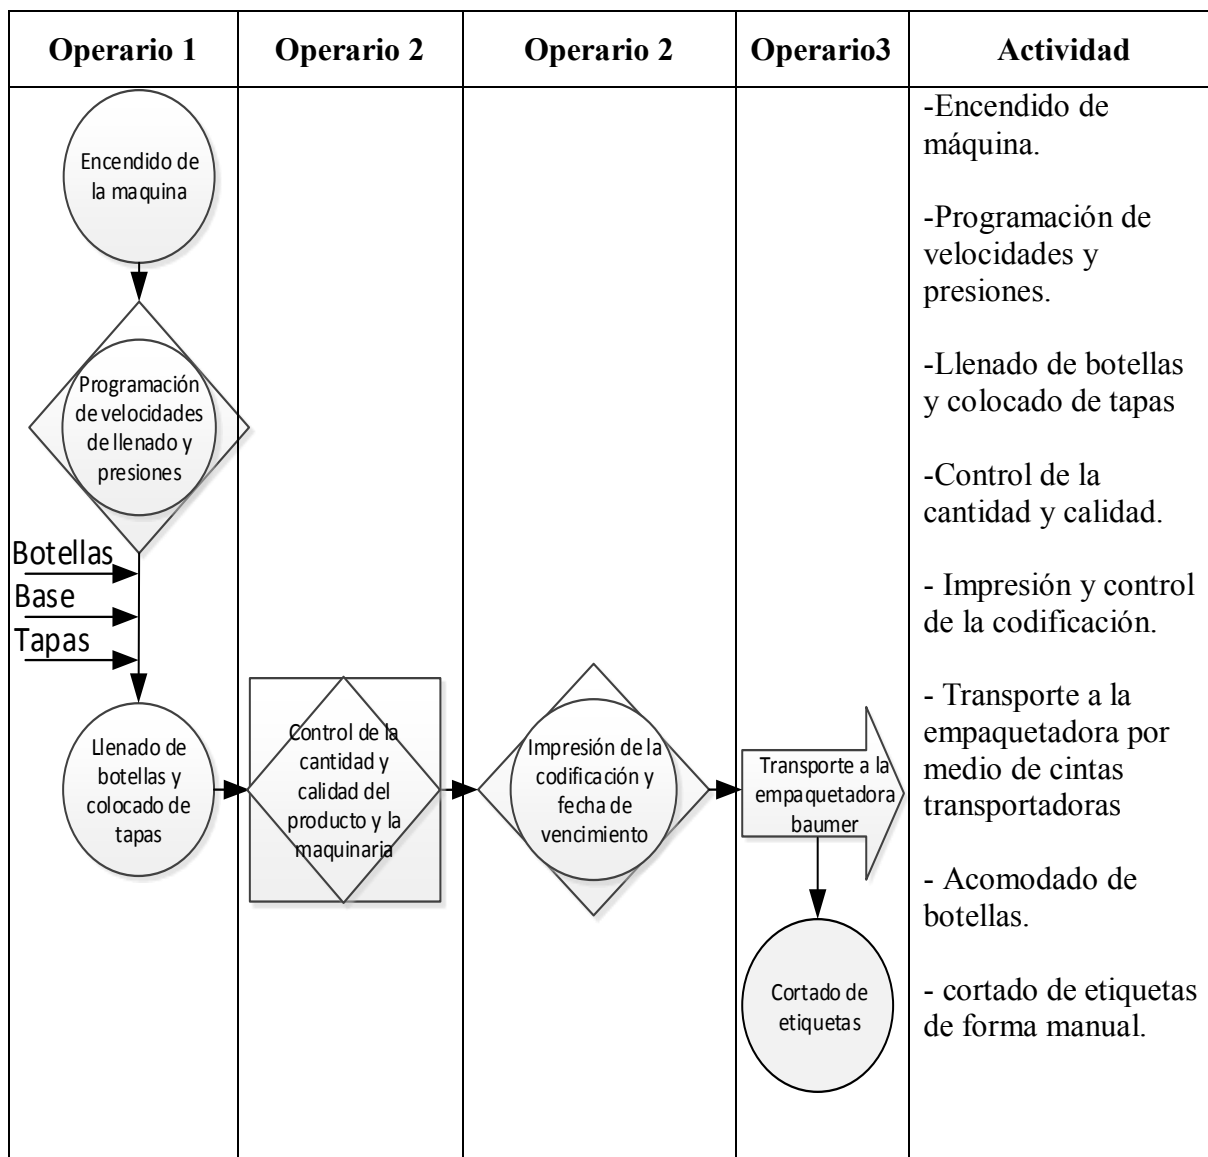 Operario 1
Operario 2
Operario 2
Operario3
Actividad
Encendido de
la maquina
Programación
de velocidades
de llenado y
presiones
Botellas
Base
Tapas
Llenado de
botellas y
colocado de
tapas
Control de la
cantidad y
calidad del
producto y la
maquinaria
Impresión de la
codificación y
fecha de
vencimiento
Transporte a la
empaquetadora
baumer
Cortado de
etiquetas
-Encendido de
máquina.
-Programación de
velocidades y
presiones.
-Llenado de botellas
y colocado de tapas
-Control de la
cantidad y calidad.
- Impresión y control
de la codificación.
- Transporte a la
empaquetadora por
medio de cintas
transportadoras
- Acomodado de
botellas.
- cortado de etiquetas
de forma manual.